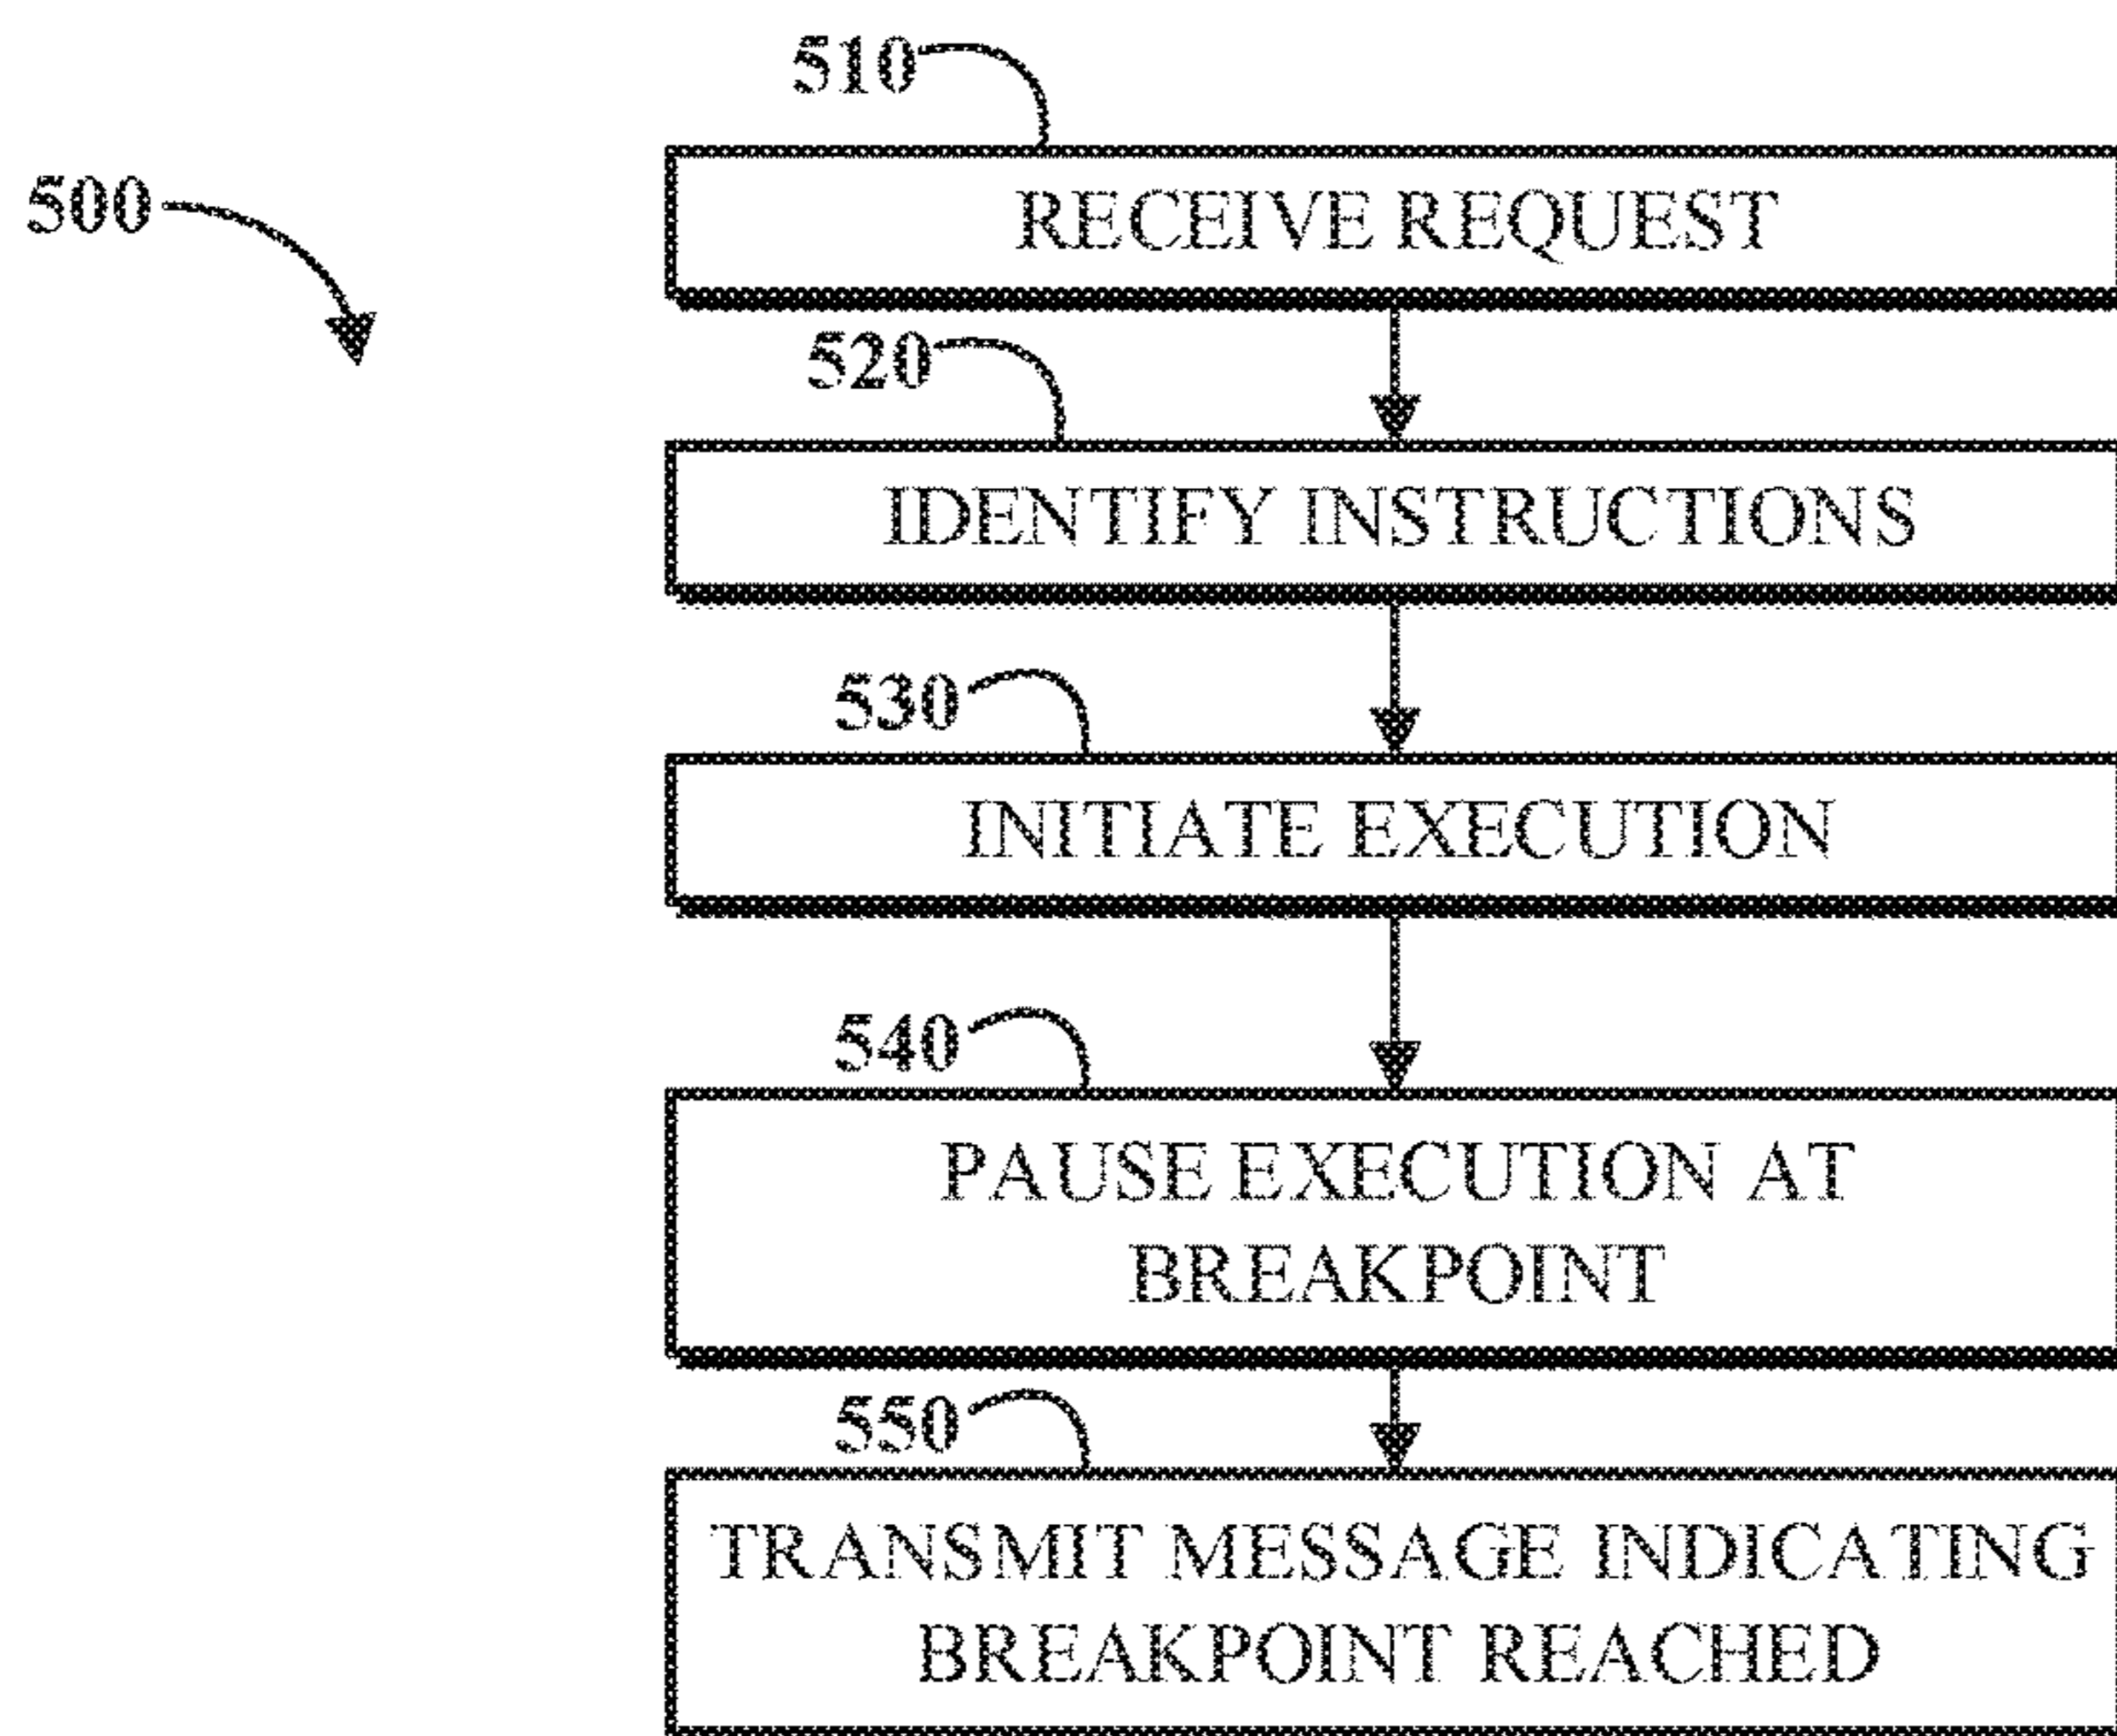 510
500
RECEIVE REQUEST
520
IDENTIFY INSTRUCTIONS
530
INITIATE EXECUTION
540
PAUSE EXECUTION AT
BREAKPOINT
550
TRANSMIT MESSAGE INDICATING
BREAKPOINT REACHED